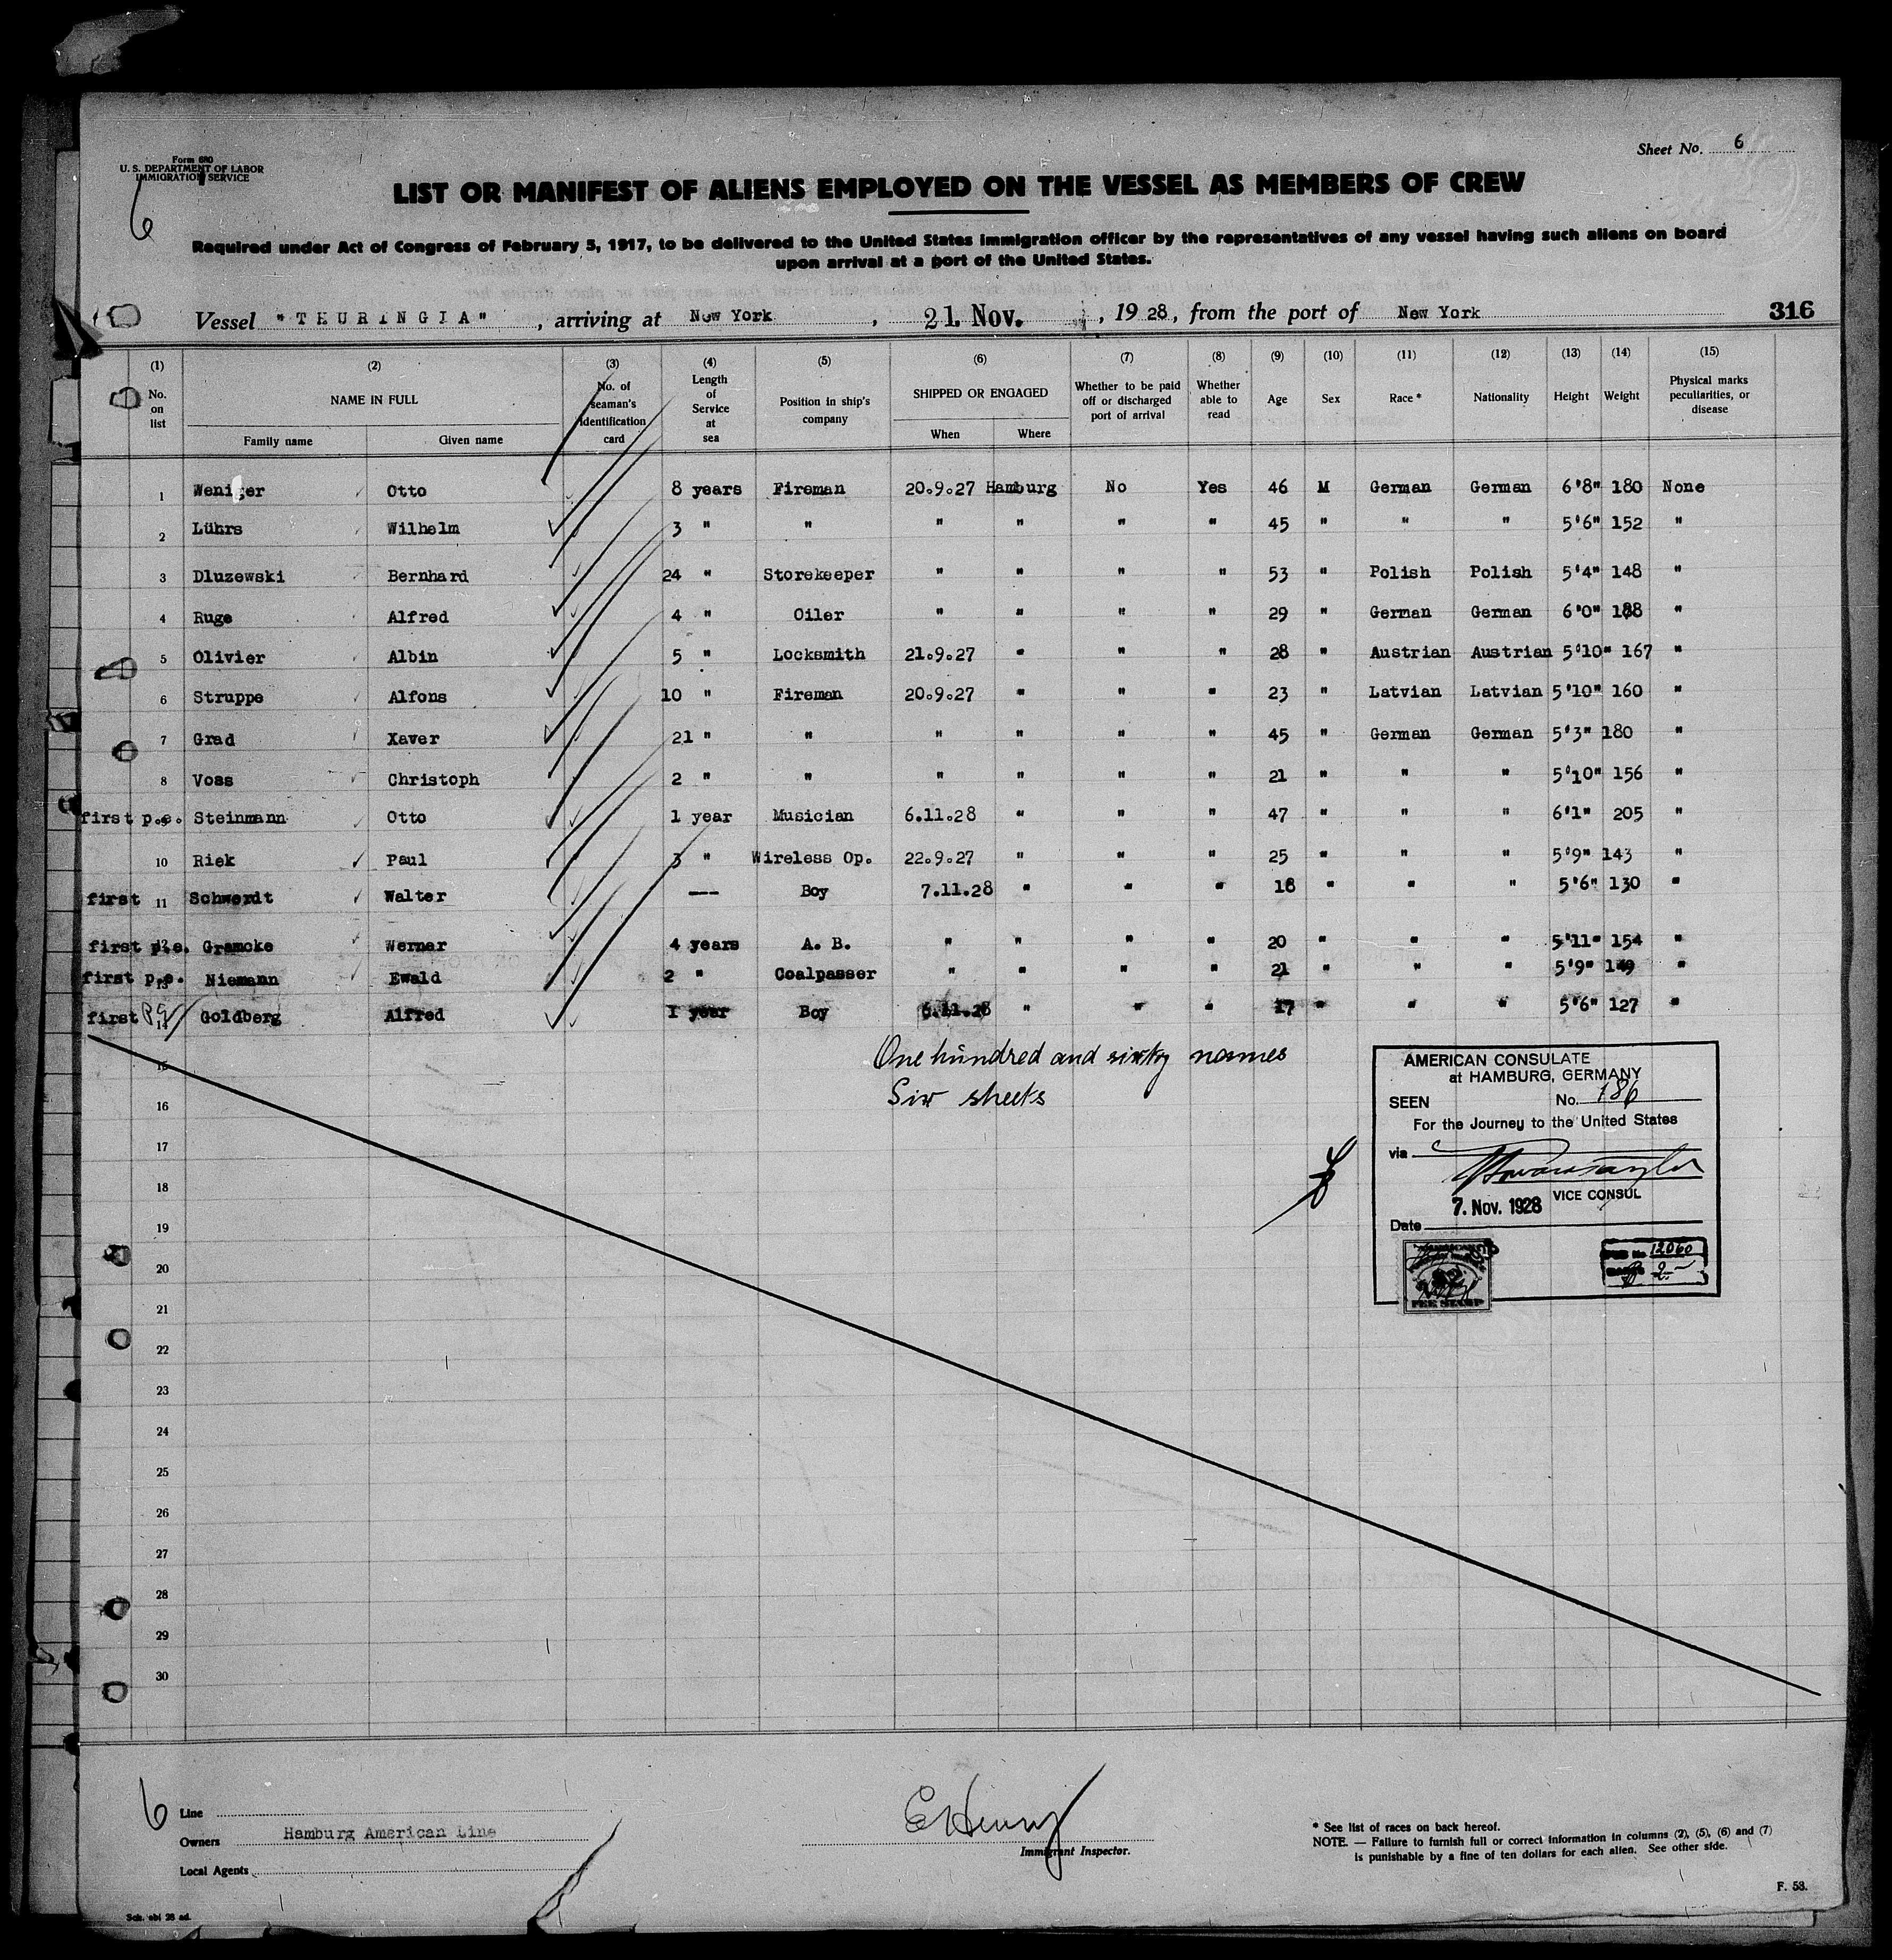 Form 680
U. S. DEPARTMENT OF LABOR
IMMIGRATION SERVICE
6
Sheet No. 6
LIST OR MANIFEST OF ALIENS EMPLOYED ON THE VESSEL AS MEMBERS OF CREW
Required under Act of Congress of February 5, 1917, to be delivered to the United States immigration officer by the representatives of any vessel having such aliens on board
upon arrival at a port of the United States.
Vessel "THURINGIA", arriving at New York, 21. Nov., 1928, from the port of New York 316
(1) (2) (3) (4) (5) (6) (7) (8) (9) (10) (11) (12) (13) (14) (15)
No. on list NAME IN FULL Family name Given name No. of seaman's identification card Length of Service at sea Position in ship's company SHIPPED OR ENGAGED When Where Whether to be paid off or discharged port of arrival Whether able to read Age Sex Race * Nationality Height Weight Physical marks peculiarities, or disease
1 Weniger Otto 8 years Fireman 20.9.27 Hamburg No Yes 46 M German German 6'8" 180 None
2 Lührs Wilhelm 3 " " " " " " 45 " " " 5'6" 152 "
3 Dluzewski Bernhard 24 " Storekeeper " " " " 53 " Polish Polish 5'4" 148 "
4 Ruge Alfred 4 " Oiler " " " " 29 " German German 6'0" 188 "
5 Olivier Albin 5 " Locksmith 21.9.27 " " " 28 " Austrian Austrian 5'10" 167 "
6 Struppe Alfons 10 " Fireman 20.9.27 " " " 23 " Latvian Latvian 5'10" 160 "
7 Grad Xaver 21 " " " " " " 45 " German German 5'3" 180 "
8 Voss Christoph 2 " " " " " " 21 " " " 5'10" 156 "
first p.e. 9 Steinmann Otto 1 year Musician 6.11.28 " " " 47 " " " 6'1" 205 "
10 Riek Paul 3 " Wireless Op. 22.9.27 " " " 25 " " " 5'9" 143 "
first 11 Schwerdt Walter --- Boy 7.11.28 " " " 18 " " " 5'6" 130 "
first p.e. 12 Gramcke Werner 4 years A. B. " " " " 20 " " " 5'11" 154 "
first p.e. 13 Niemann Ewald 2 " Coalpasser " " " " 21 " " " 5'9" 149 "
first 14 Goldberg Alfred 1 year Boy 6.11.28 " " " 17 " " " 5'6" 127 "
One hundred and sixty names
Six sheets
15
16
17
18
19
20
21
22
23
24
25
26
27
28
29
30
AMERICAN CONSULATE
at HAMBURG, GERMANY
SEEN No. 186
For the Journey to the United States
via
VICE CONSUL
7. Nov. 1928
Date
12060
2.-
FEE STAMP
6
Line
Owners Hamburg American Line
Local Agents
E Henry
Immigrant Inspector.
* See list of races on back hereof.
NOTE. — Failure to furnish full or correct information in columns (2), (5), (6) and (7)
is punishable by a fine of ten dollars for each alien. See other side.
F. 53.